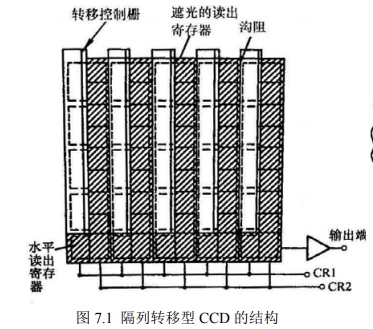 转移控制栅
遮光的读出
寄存器
沟阻
水平
读出
寄存
器
输出端
CR1
CR2
图 7.1 隔列转移型 CCD 的结构